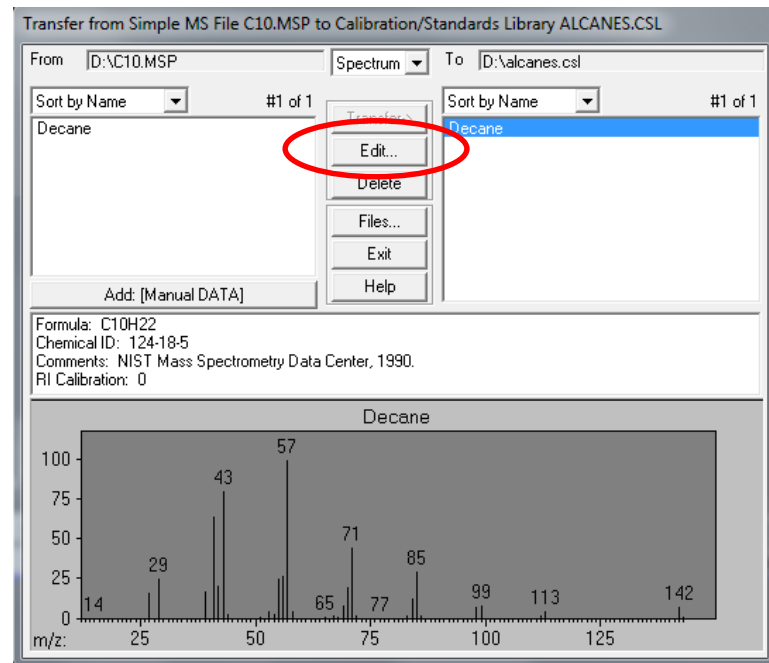 Transfer from Simple MS File C10.MSP to Calibration/Standards Library ALCANES.CSL
From D:\C10.MSP Spectrum To D:\alcanes.csl
Sort by Name #1 of 1 Transfer > Sort by Name #1 of 1
Decane Decane
Edit...
Delete
Files...
Exit
Add: [Manual DATA] Help
Formula: C10H22
Chemical ID: 124-18-5
Comments: NIST Mass Spectrometry Data Center, 1990.
RI Calibration: 0
Decane
100
75
50
25
0
14 29 43 57 65 71 77 85 99 113 142
m/z: 25 50 75 100 125